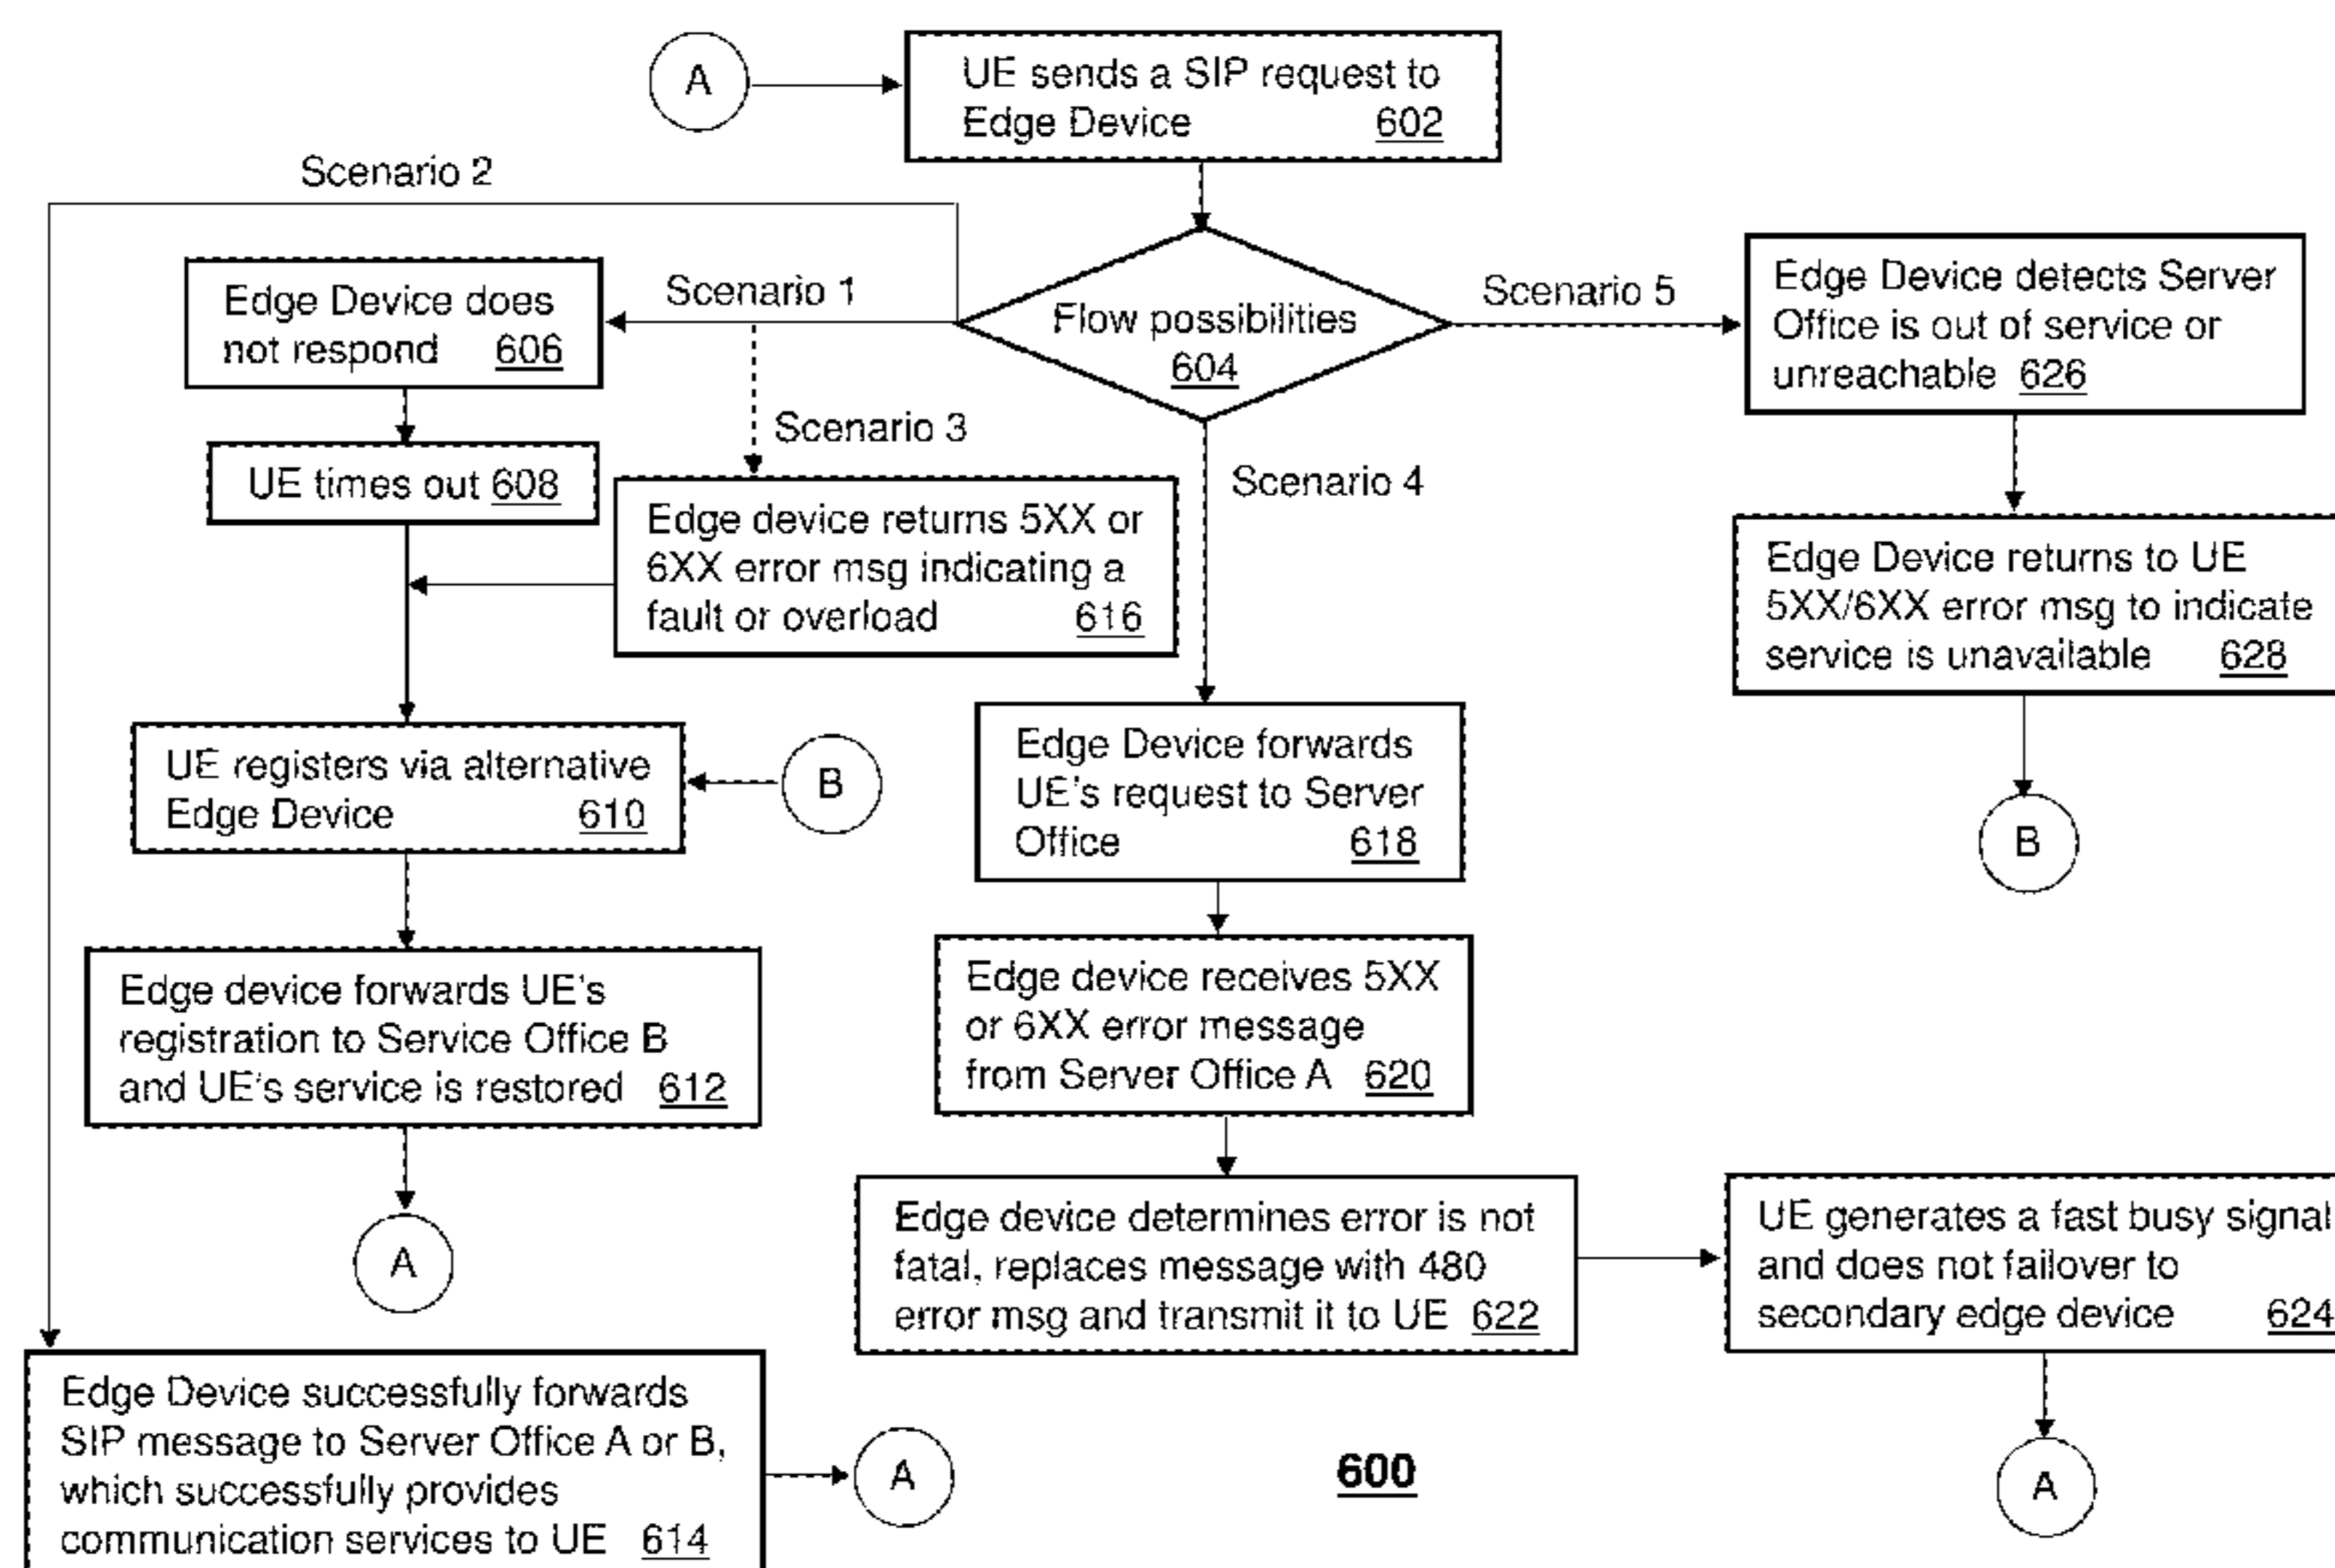 A
UE sends a SIP request to
Edge Device 602
Scenario 2
Edge Device does
not respond 606
Scenario 1
Flow possibilities
604
Scenario 5
Edge Device detects Server
Office is out of service or
unreachable 626
Scenario 3
UE times out 608
Scenario 4
Edge device returns 5XX or
6XX error msg indicating a
fault or overload 616
Edge Device returns to UE
5XX/6XX error msg to indicate
service is unavailable 628
UE registers via alternative
Edge Device 610
B
Edge Device forwards
UE's request to Server
Office 618
B
Edge device forwards UE's
registration to Service Office B
and UE's service is restored 612
Edge device receives 5XX
or 6XX error message
from Server Office A 620
A
Edge device determines error is not
fatal, replaces message with 480
error msg and transmit it to UE 622
UE generates a fast busy signal
and does not failover to
secondary edge device 624
Edge Device successfully forwards
SIP message to Server Office A or B,
which successfully provides
communication services to UE 614
A
600
A